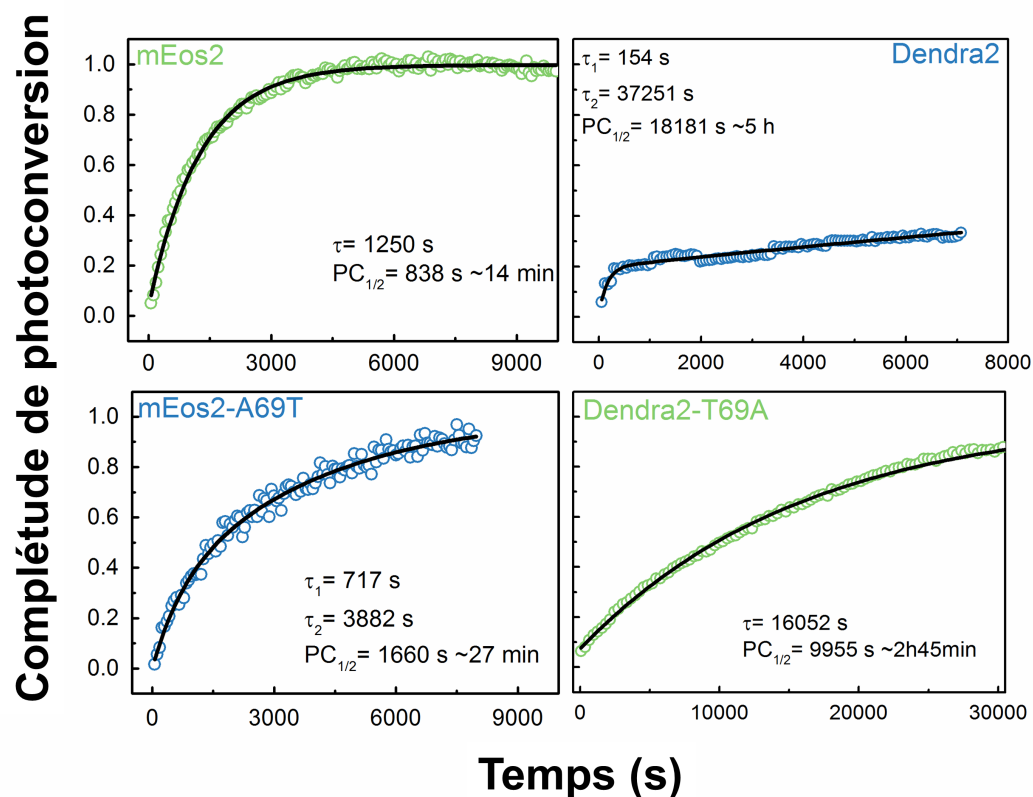 Complétude de photoconversion
mEos2
1.0
0.8
0.6
0.4
0.2
0.0
τ= 1250 s
PC1/2= 838 s ~14 min
0 3000 6000 9000
Dendra2
τ1= 154 s
τ2= 37251 s
PC1/2= 18181 s ~5 h
0 2000 4000 6000 8000
mEos2-A69T
1.0
0.8
0.6
0.4
0.2
0.0
τ1= 717 s
τ2= 3882 s
PC1/2= 1660 s ~27 min
0 3000 6000 9000
Dendra2-T69A
τ= 16052 s
PC1/2= 9955 s ~2h45min
0 10000 20000 30000
Temps (s)